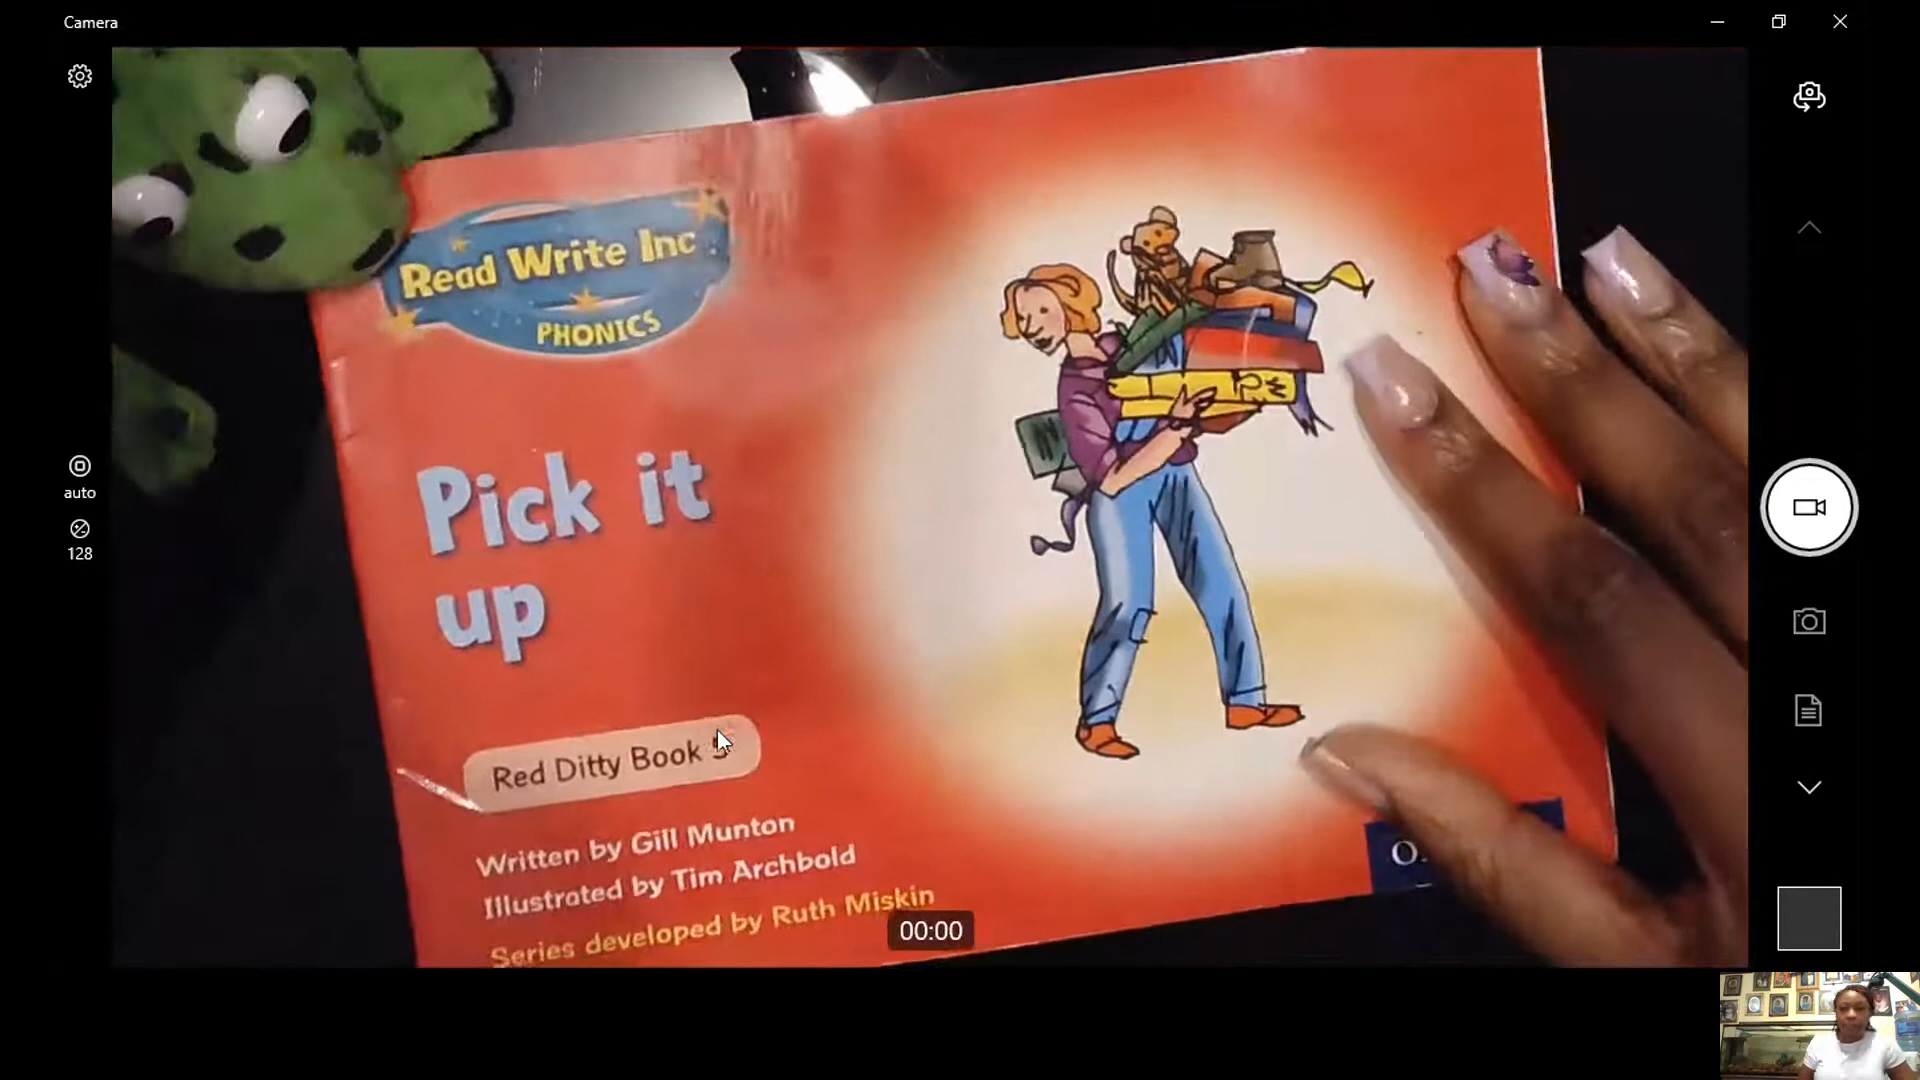 Camera
Read Write Inc
PHONICS
Pick it
up
Red Ditty Book
Written by Gill Munton
Illustrated by Tim Archbold
Series developed by Ruth Miskin
auto
128
00:00